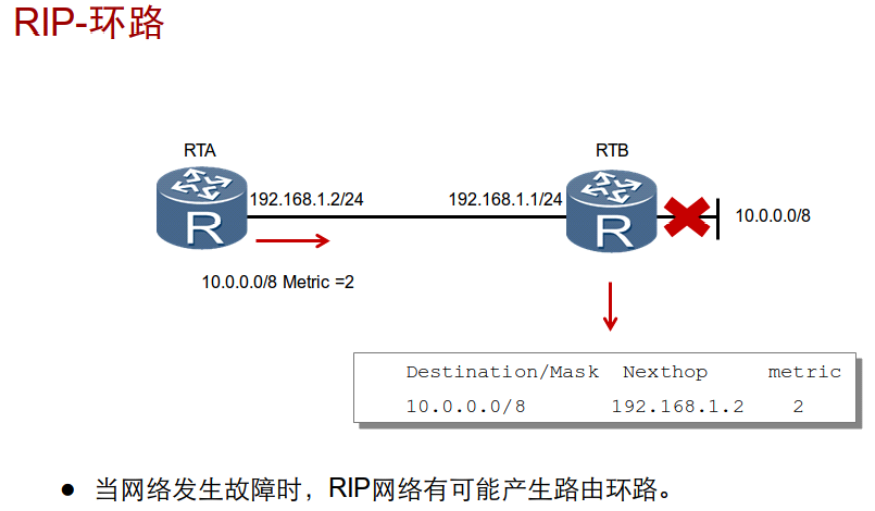 RIP-环路
RTA
RTB
192.168.1.2/24
192.168.1.1/24
10.0.0.0/8
R
R
10.0.0.0/8 Metric =2
Destination/Mask Nexthop metric
10.0.0.0/8 192.168.1.2 2
● 当网络发生故障时，RIP网络有可能产生路由环路。